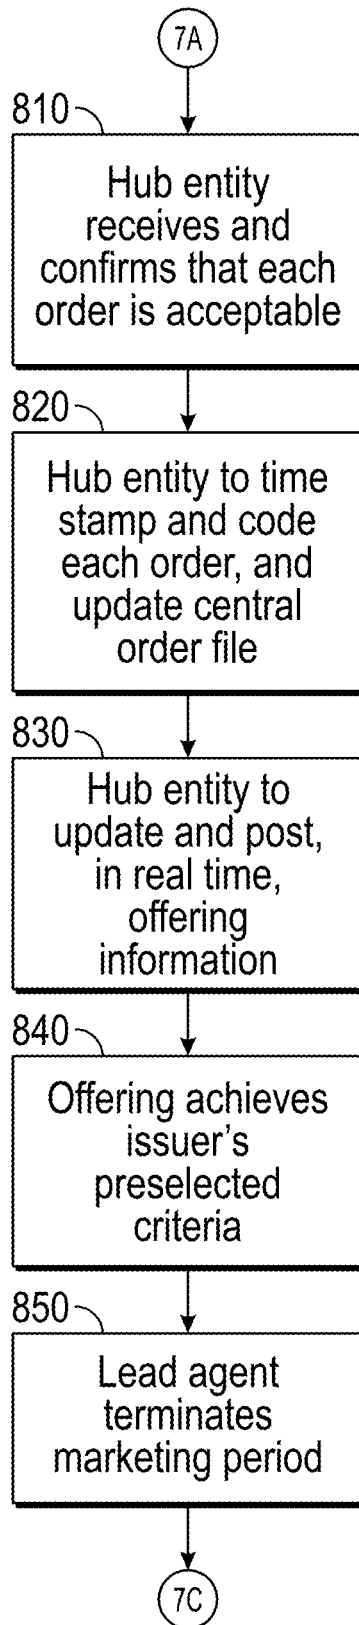 7A
810
Hub entity
receives and
confirms that each
order is acceptable
820
Hub entity to time
stamp and code
each order, and
update central
order file
830
Hub entity to
update and post,
in real time,
offering
information
840
Offering achieves
issuer's
preselected
criteria
850
Lead agent
terminates
marketing period
7C